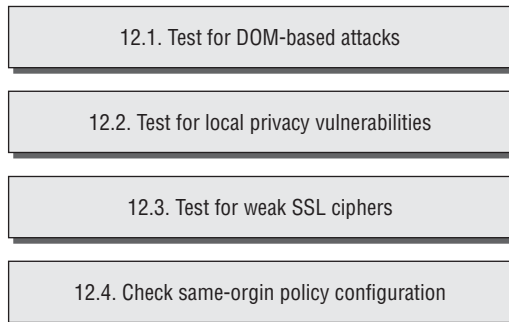 12.1. Test for DOM-based attacks
12.2. Test for local privacy vulnerabilities
12.3. Test for weak SSL ciphers
12.4. Check same-orgin policy configuration